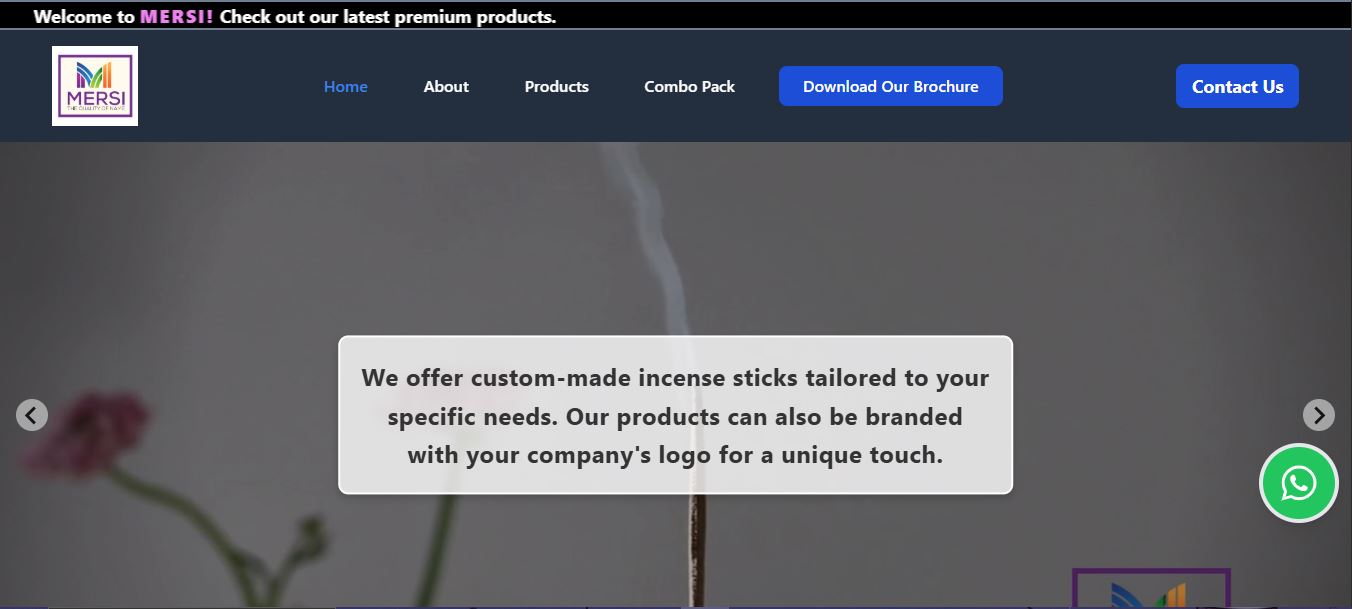 Welcome to MERSI! Check out our latest premium products.
MERSI
THE QUALITY OF NAME
Home
About
Products
Combo Pack
Download Our Brochure
Contact Us
We offer custom-made incense sticks tailored to your
specific needs. Our products can also be branded
with your company's logo for a unique touch.